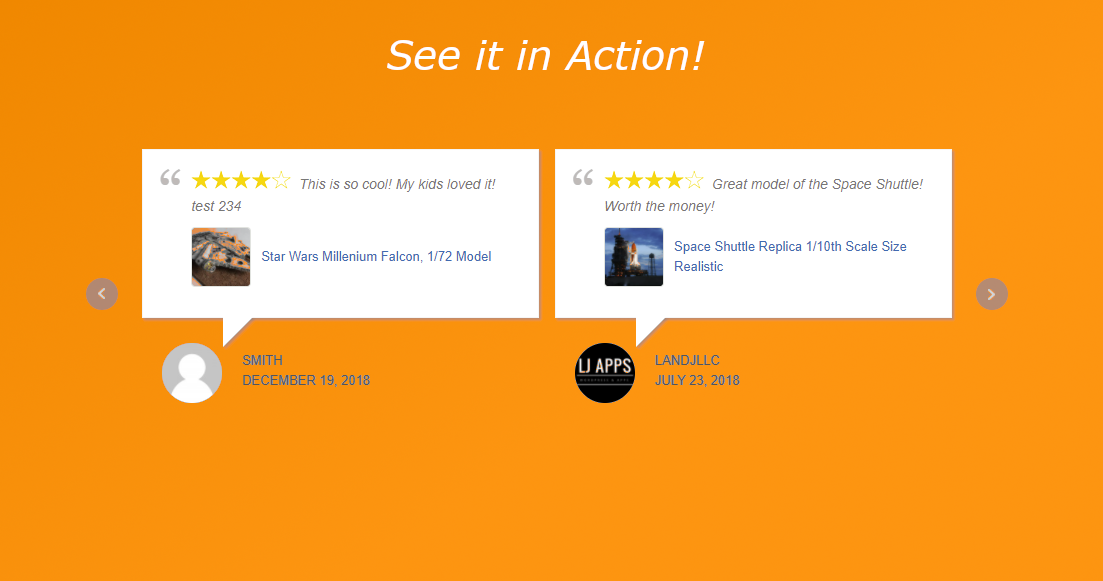 See it in Action!
“ ★★★★☆ This is so cool! My kids loved it!
test 234
Star Wars Millenium Falcon, 1/72 Model
SMITH
DECEMBER 19, 2018
“ ★★★★☆ Great model of the Space Shuttle!
Worth the money!
Space Shuttle Replica 1/10th Scale Size
Realistic
LJ APPS
LANDJLLC
JULY 23, 2018